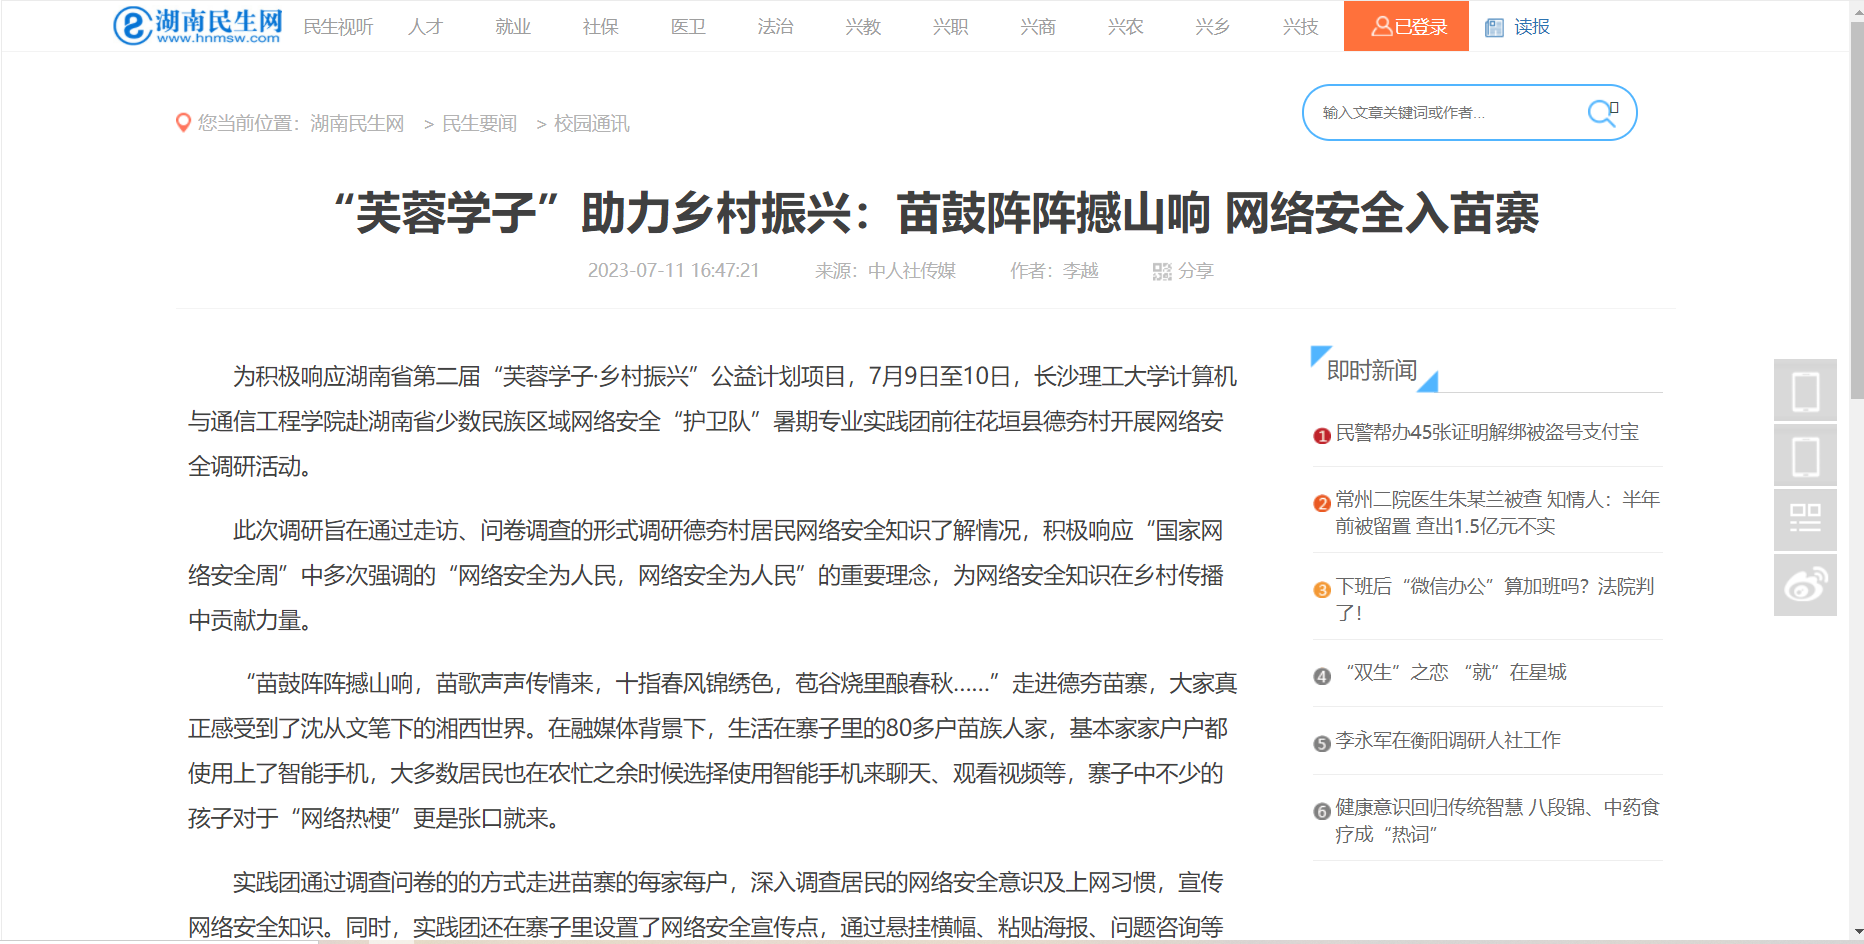 湖南民生网
www.hnmsw.com
民生视听 人才 就业 社保 医卫 法治 兴教 兴职 兴商 兴农 兴乡 兴技 已登录 读报
您当前位置：湖南民生网 > 民生要闻 > 校园通讯
输入文章关键词或作者...
“芙蓉学子”助力乡村振兴：苗鼓阵阵撼山响 网络安全入苗寨
2023-07-11 16:47:21 来源：中人社传媒 作者：李越 分享
为积极响应湖南省第二届“芙蓉学子·乡村振兴”公益计划项目，7月9日至10日，长沙理工大学计算机
与通信工程学院赴湖南省少数民族区域网络安全“护卫队”暑期专业实践团前往花垣县德夯村开展网络安
全调研活动。
此次调研旨在通过走访、问卷调查的形式调研德夯村居民网络安全知识了解情况，积极响应“国家网
络安全周”中多次强调的“网络安全为人民，网络安全为人民”的重要理念，为网络安全知识在乡村传播
中贡献力量。
“苗鼓阵阵撼山响，苗歌声声传情来，十指春风锦绣色，苞谷烧里酿春秋......”走进德夯苗寨，大家真
正感受到了沈从文笔下的湘西世界。在融媒体背景下，生活在寨子里的80多户苗族人家，基本家家户户都
使用上了智能手机，大多数居民也在农忙之余时候选择使用智能手机来聊天、观看视频等，寨子中不少的
孩子对于“网络热梗”更是张口就来。
实践团通过调查问卷的的方式走进苗寨的每家每户，深入调查居民的网络安全意识及上网习惯，宣传
网络安全知识。同时，实践团还在寨子里设置了网络安全宣传点，通过悬挂横幅、粘贴海报、问题咨询等
即时新闻
1 民警帮办45张证明解绑被盗号支付宝
2 常州二院医生朱某兰被查 知情人：半年
前被留置 查出1.5亿元不实
3 下班后“微信办公”算加班吗？法院判
了！
4 “双生”之恋 “就”在星城
5 李永军在衡阳调研人社工作
6 健康意识回归传统智慧 八段锦、中药食
疗成“热词”